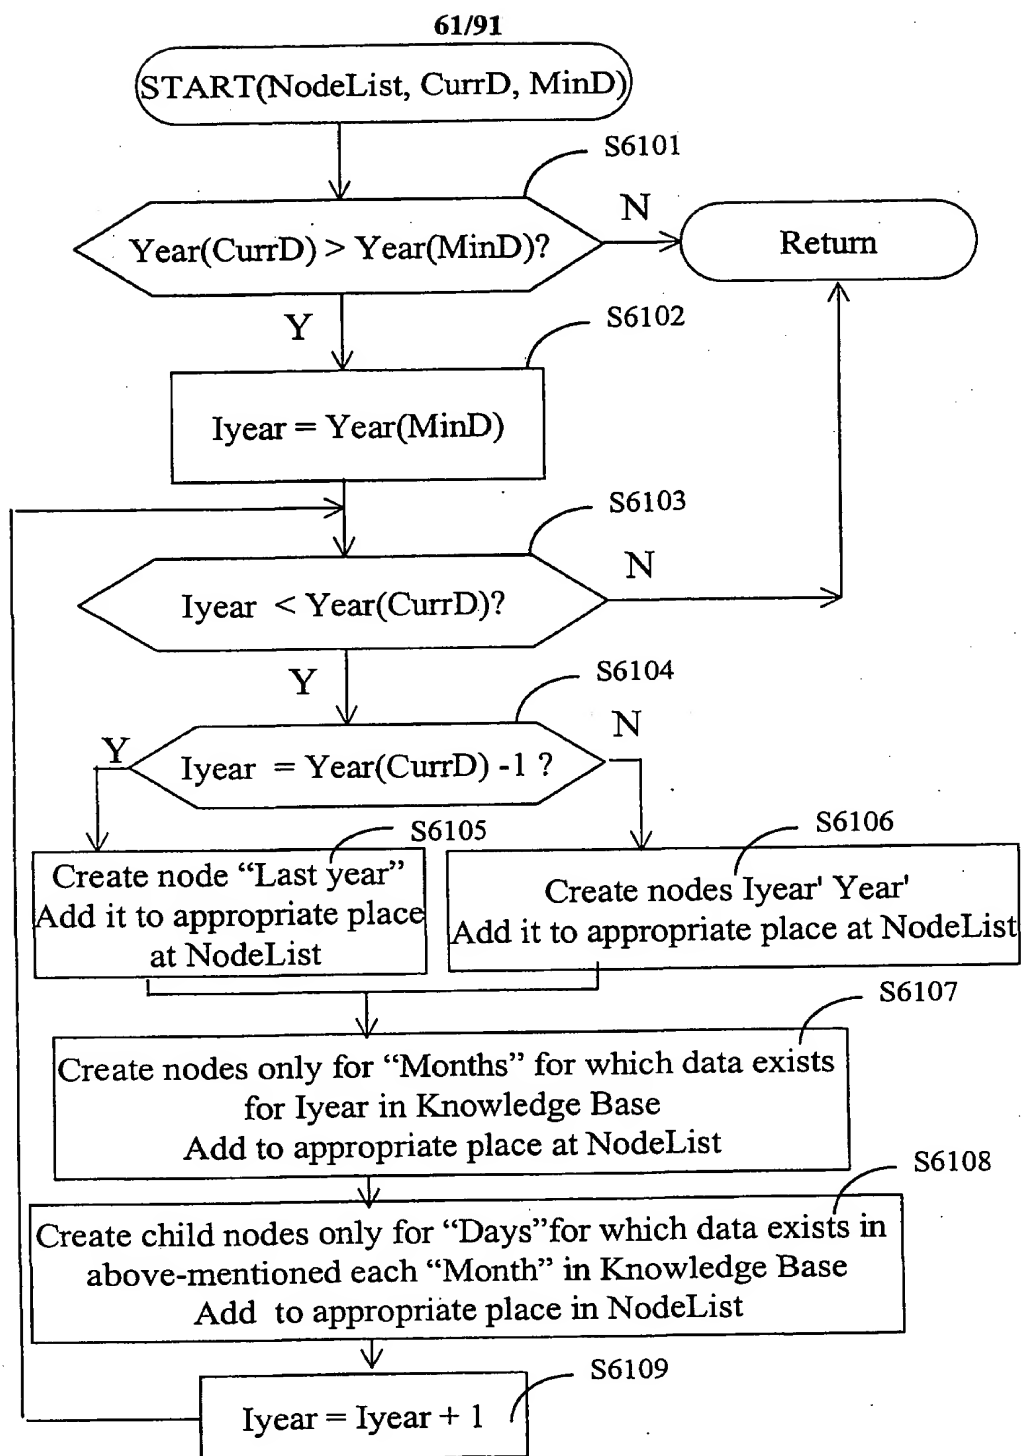 61/91
START(NodeList, CurrD, MinD)
S6101
Year(CurrD) > Year(MinD)?
N
Return
Y
S6102
Iyear = Year(MinD)
S6103
Iyear < Year(CurrD)?
N
Y
S6104
Y
Iyear = Year(CurrD) -1 ?
N
S6105
Create node “Last year”
Add it to appropriate place
at NodeList
S6106
Create nodes Iyear' Year'
Add it to appropriate place at NodeList
S6107
Create nodes only for “Months” for which data exists
for Iyear in Knowledge Base
Add to appropriate place at NodeList
S6108
Create child nodes only for “Days”for which data exists in
above-mentioned each “Month” in Knowledge Base
Add to appropriate place in NodeList
S6109
Iyear = Iyear + 1